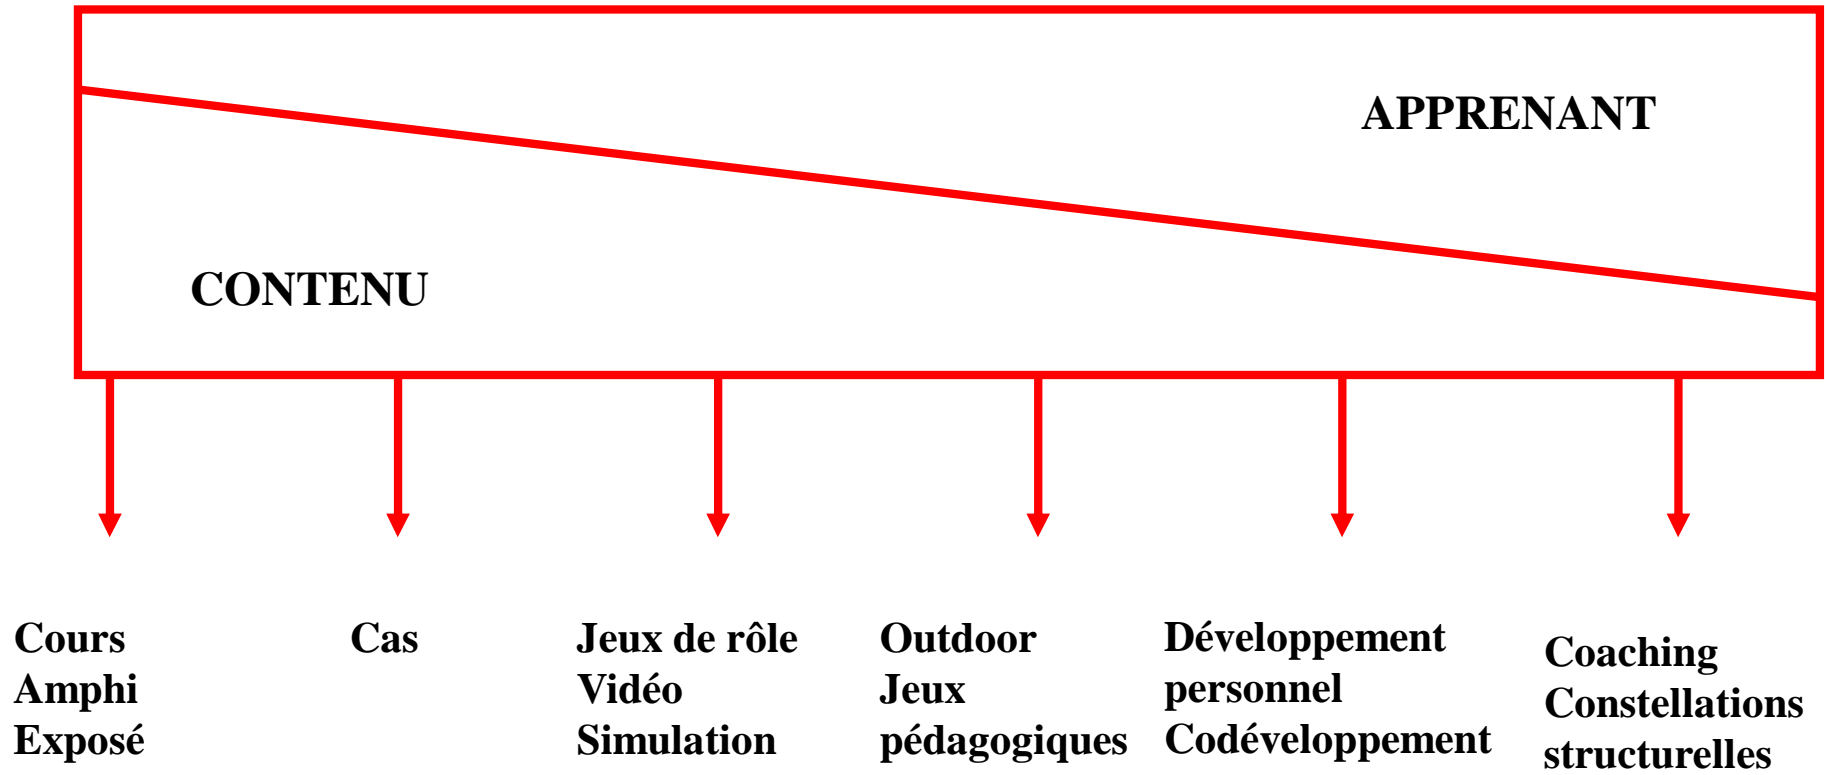 APPRENANT
CONTENU
Cours
Amphi
Exposé
Cas
Jeux de rôle
Vidéo
Simulation
Outdoor
Jeux
pédagogiques
Développement
personnel
Codéveloppement
Coaching
Constellations
structurelles